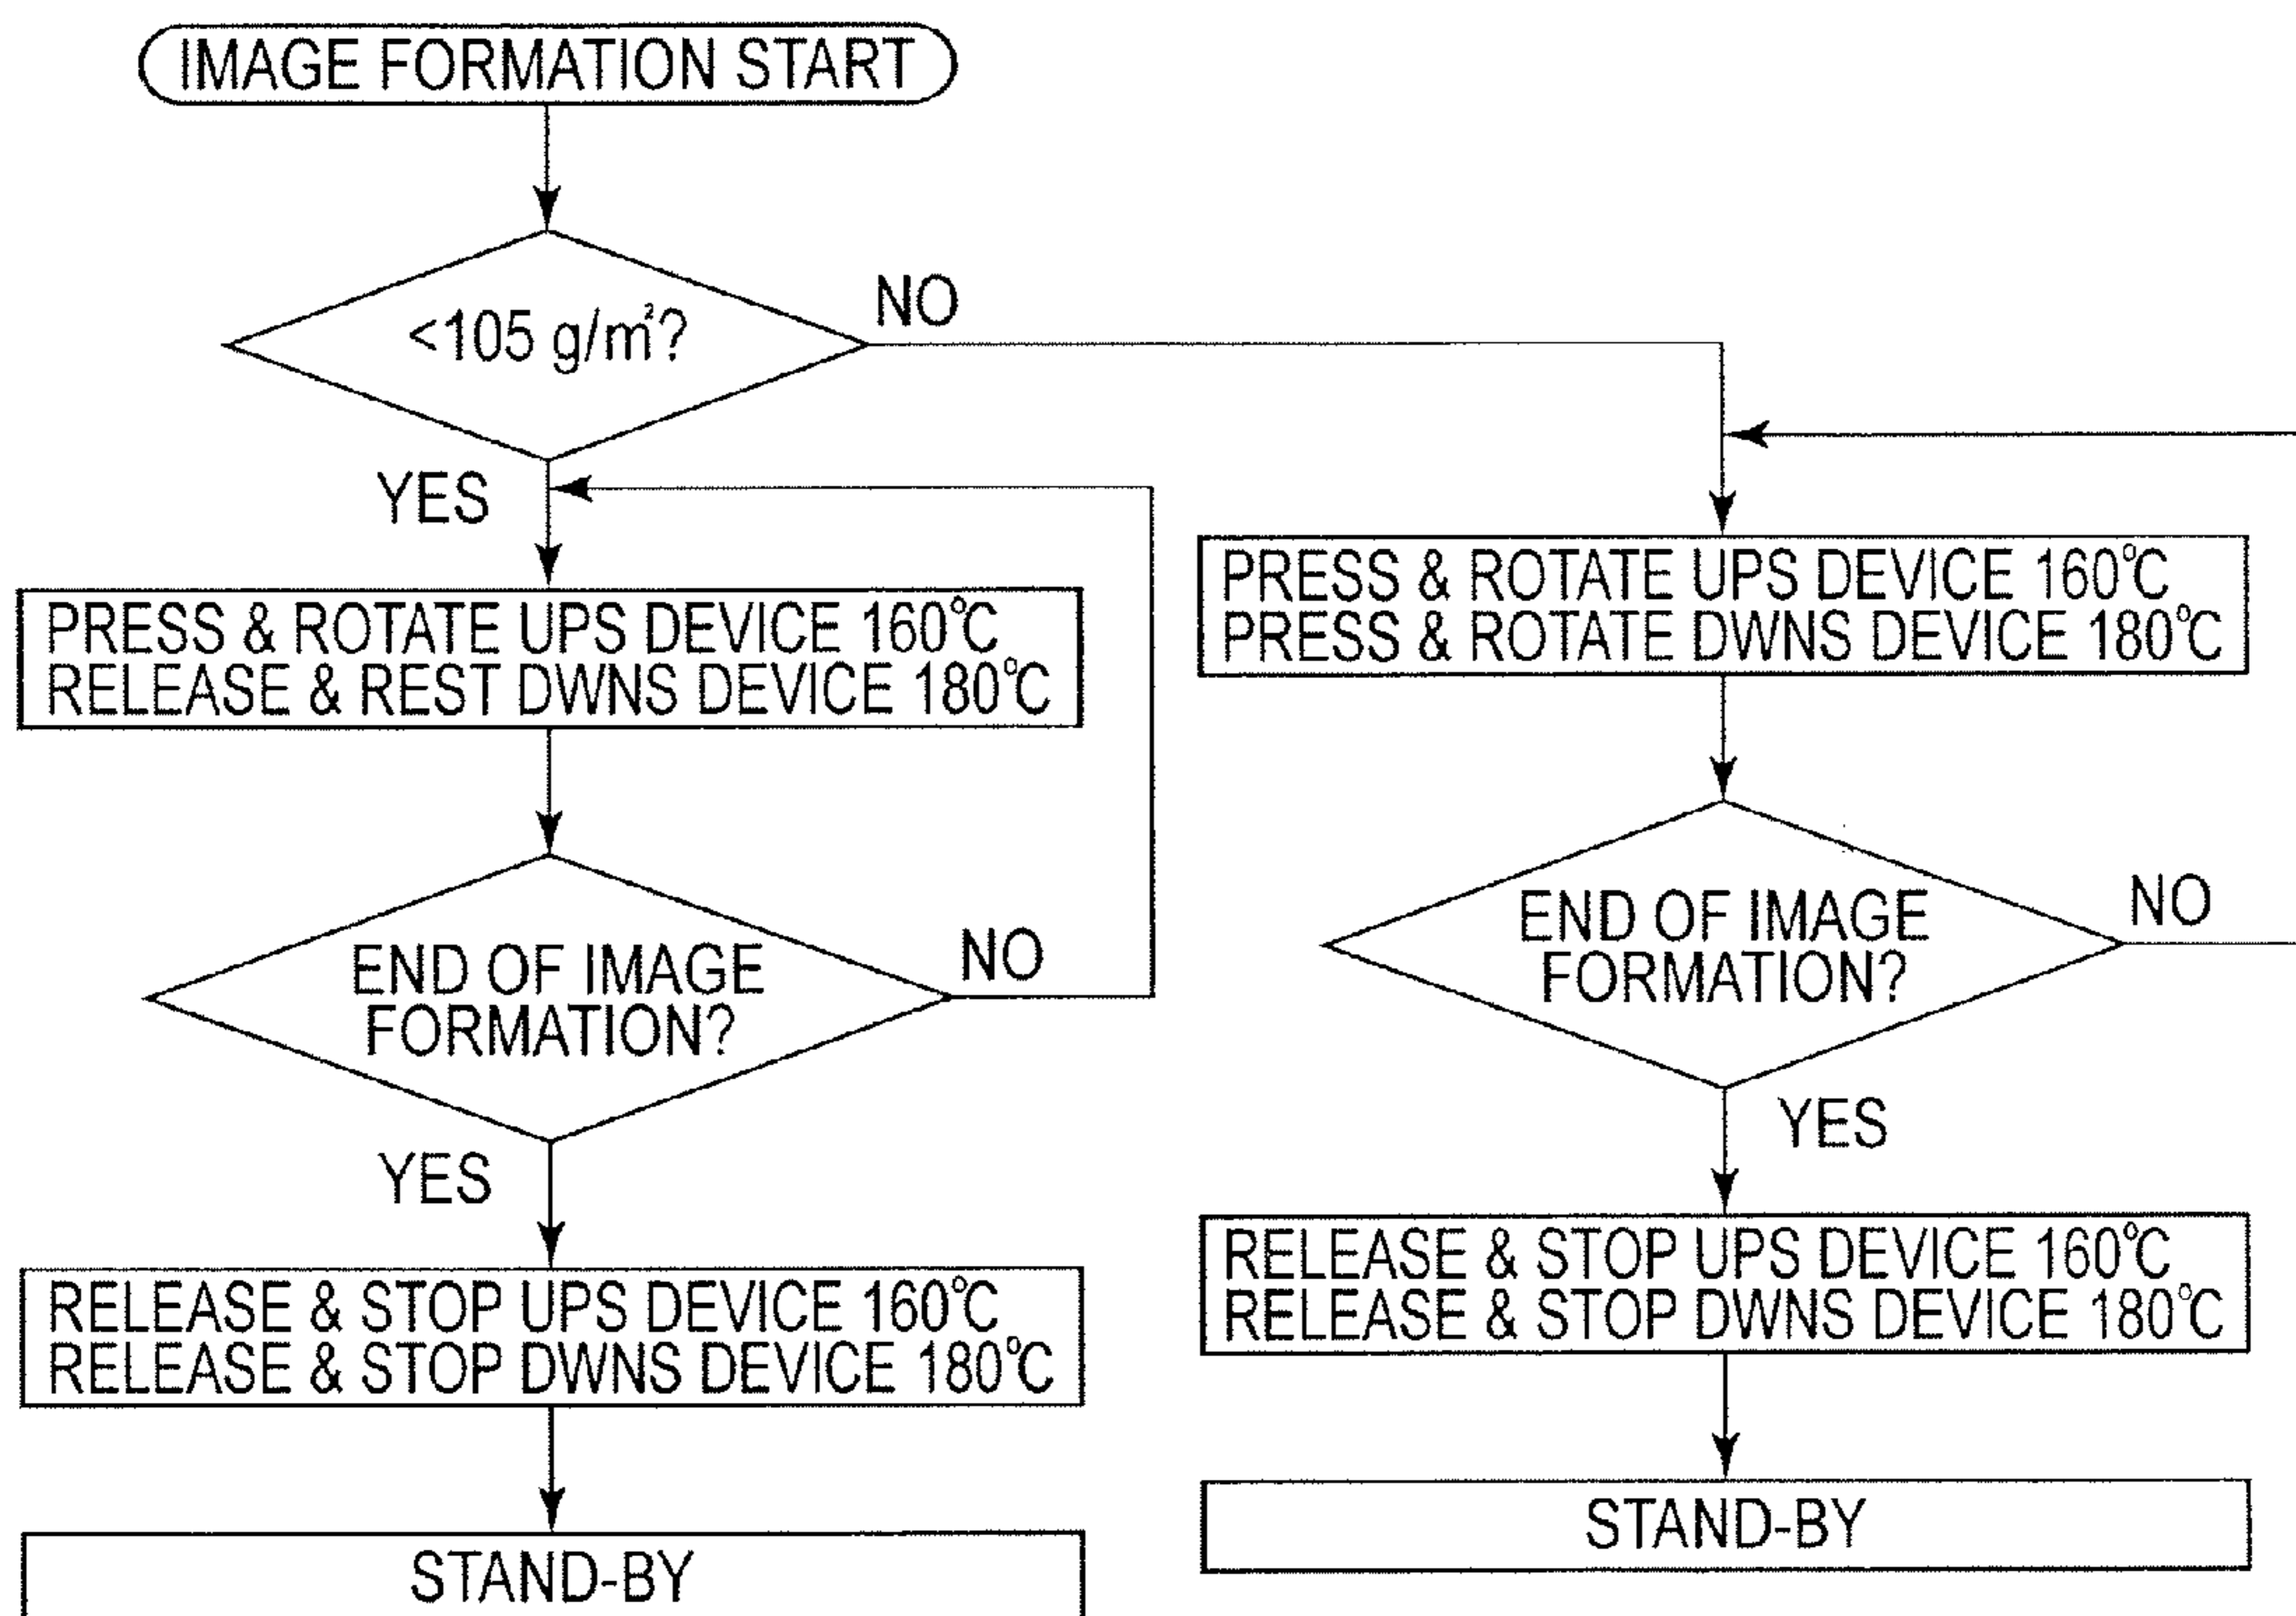 IMAGE FORMATION START
<105 g/m²?
NO
YES
PRESS & ROTATE UPS DEVICE 160°C
RELEASE & REST DWNS DEVICE 180°C
END OF IMAGE
FORMATION?
NO
YES
RELEASE & STOP UPS DEVICE 160°C
RELEASE & STOP DWNS DEVICE 180°C
STAND-BY
PRESS & ROTATE UPS DEVICE 160°C
PRESS & ROTATE DWNS DEVICE 180°C
END OF IMAGE
FORMATION?
NO
YES
RELEASE & STOP UPS DEVICE 160°C
RELEASE & STOP DWNS DEVICE 180°C
STAND-BY